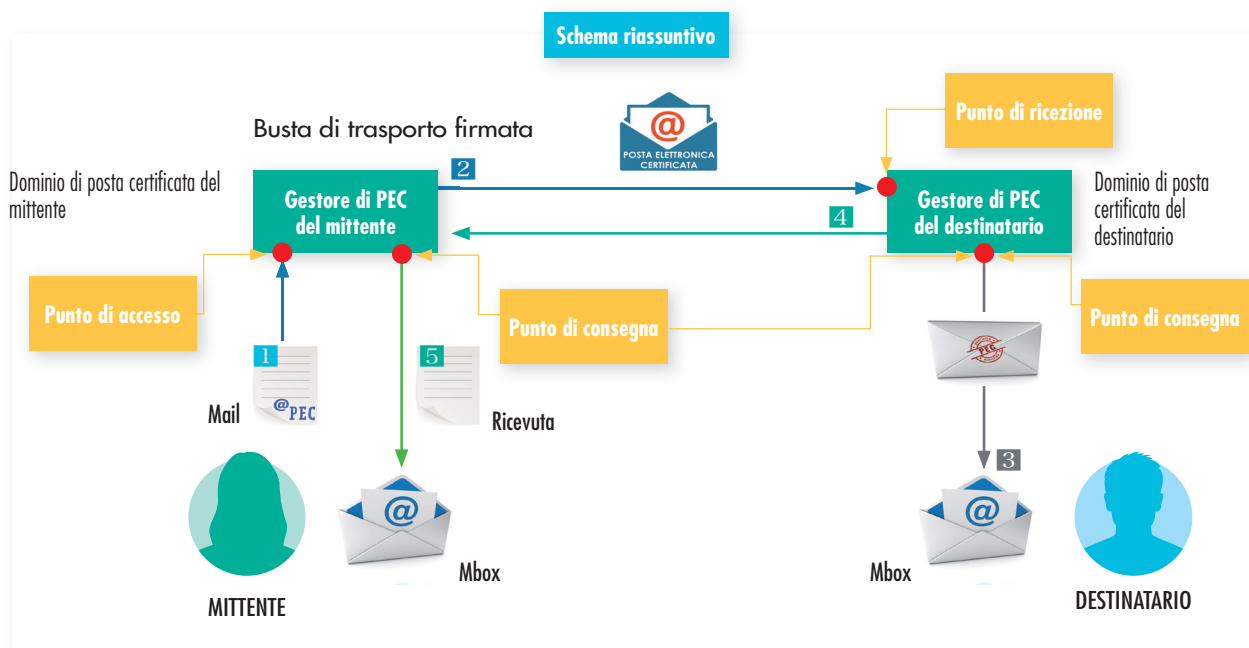 Schema riassuntivo
Busta di trasporto firmata
@
POSTA ELETTRONICA
CERTIFICATA
Punto di ricezione
2
Dominio di posta certificata del
mittente
Gestore di PEC
del mittente
4
Gestore di PEC
del destinatario
Dominio di posta
certificata del
destinatario
Punto di accesso
Punto di consegna
Punto di consegna
1
@PEC
Mail
5
Ricevuta
PEC
3
@
Mbox
@
Mbox
MITTENTE
DESTINATARIO